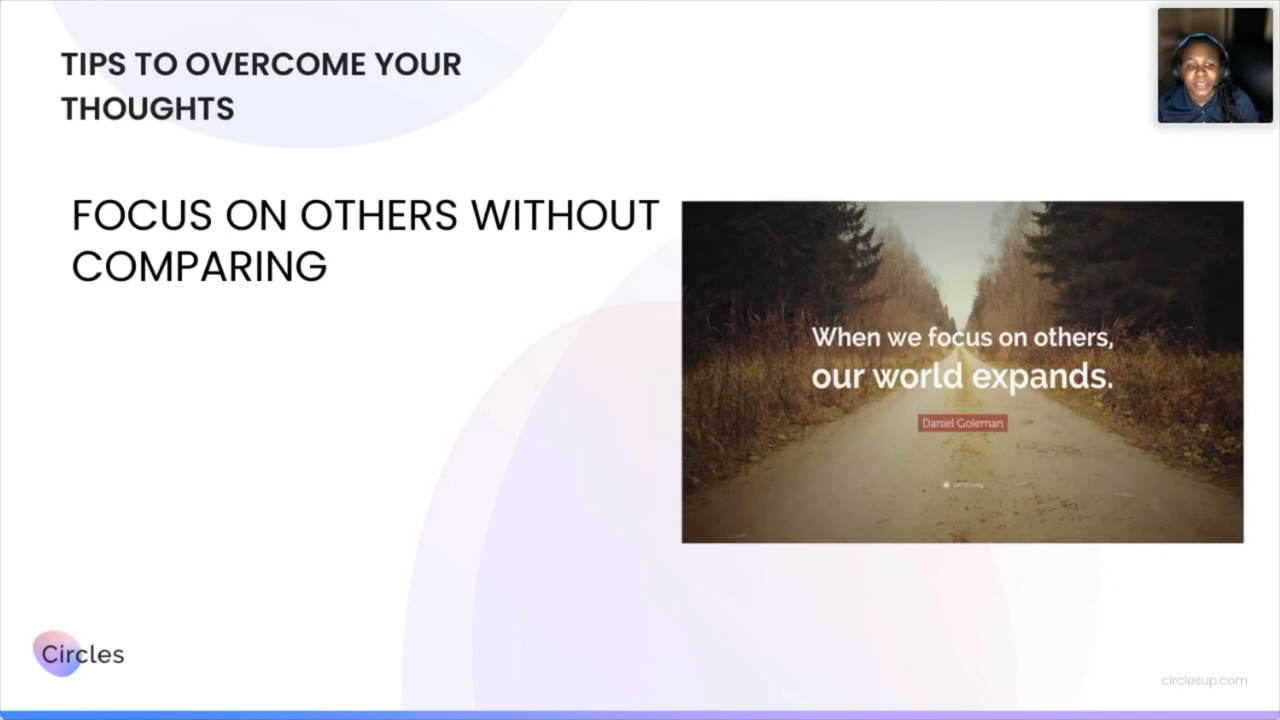 TIPS TO OVERCOME YOUR
THOUGHTS
FOCUS ON OTHERS WITHOUT
COMPARING
When we focus on others,
our world expands.
Daniel Goleman
Circles
circlesup.com